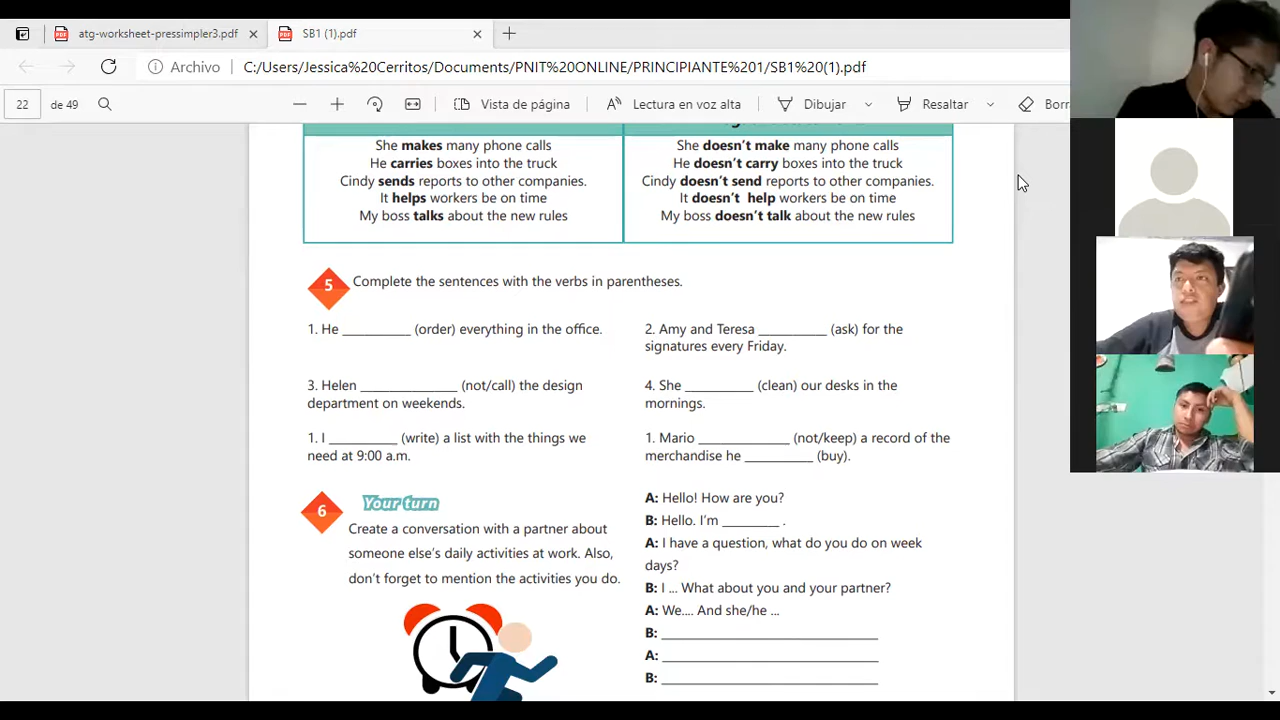 atg-worksheet-pressimpler3.pdf
SB1 (1).pdf
Archivo
C:/Users/Jessica%20Cerritos/Documents/PNIT%20ONLINE/PRINCIPIANTE%201/SB1%20(1).pdf
22
de 49
Vista de página
Lectura en voz alta
Dibujar
Resaltar
Borr
She makes many phone calls
He carries boxes into the truck
Cindy sends reports to other companies.
It helps workers be on time
My boss talks about the new rules
She doesn't make many phone calls
He doesn't carry boxes into the truck
Cindy doesn't send reports to other companies.
It doesn't help workers be on time
My boss doesn't talk about the new rules
5
Complete the sentences with the verbs in parentheses.
1. He __________ (order) everything in the office.
2. Amy and Teresa __________ (ask) for the
signatures every Friday.
3. Helen ______________ (not/call) the design
department on weekends.
4. She __________ (clean) our desks in the
mornings.
1. I __________ (write) a list with the things we
need at 9:00 a.m.
1. Mario _____________ (not/keep) a record of the
merchandise he __________ (buy).
6
Your turn
Create a conversation with a partner about
someone else's daily activities at work. Also,
don't forget to mention the activities you do.
A: Hello! How are you?
B: Hello. I'm ________ .
A: I have a question, what do you do on week
days?
B: I ... What about you and your partner?
A: We.... And she/he ...
B: ________________________________
A: ________________________________
B: ________________________________